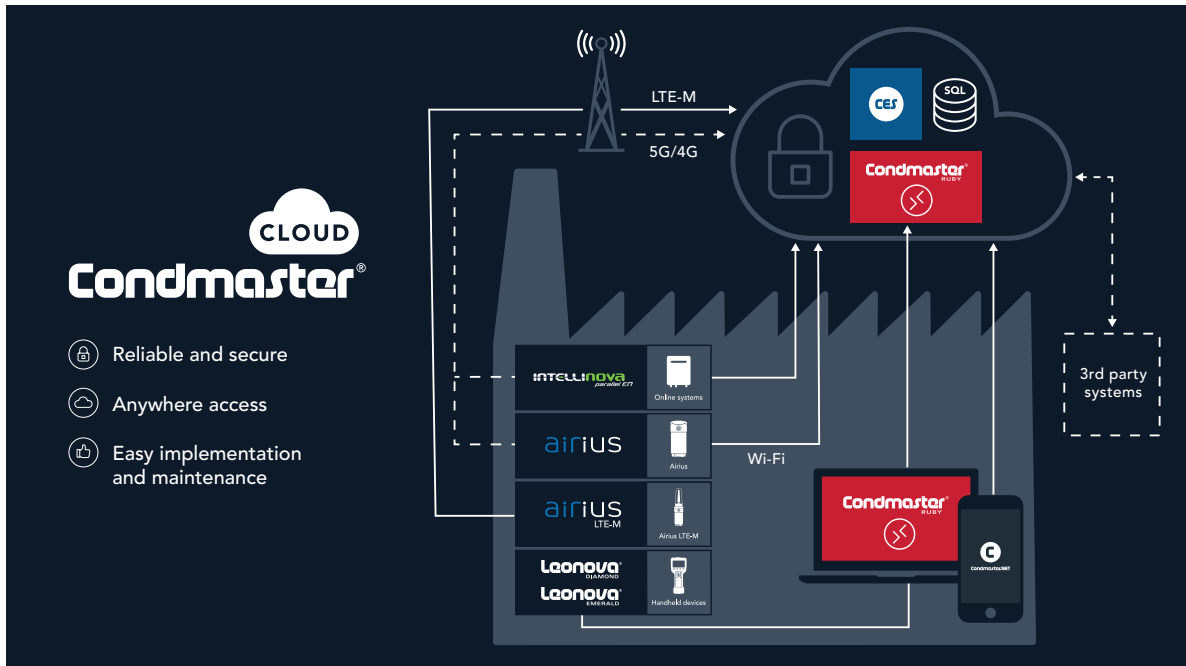 CLOUD
Condmaster®
Reliable and secure
Anywhere access
Easy implementation
and maintenance
LTE-M
5G/4G
CES
SQL
Condmaster®
RUBY
3rd party
systems
INTELLINOVA
parallel EN
Online systems
airius
Airius
Wi-Fi
airius
LTE-M
Airius LTE-M
Leonova®
DIAMOND
Leonova®
EMERALD
Handheld devices
Condmaster®
RUBY
C
Condmaster.NET